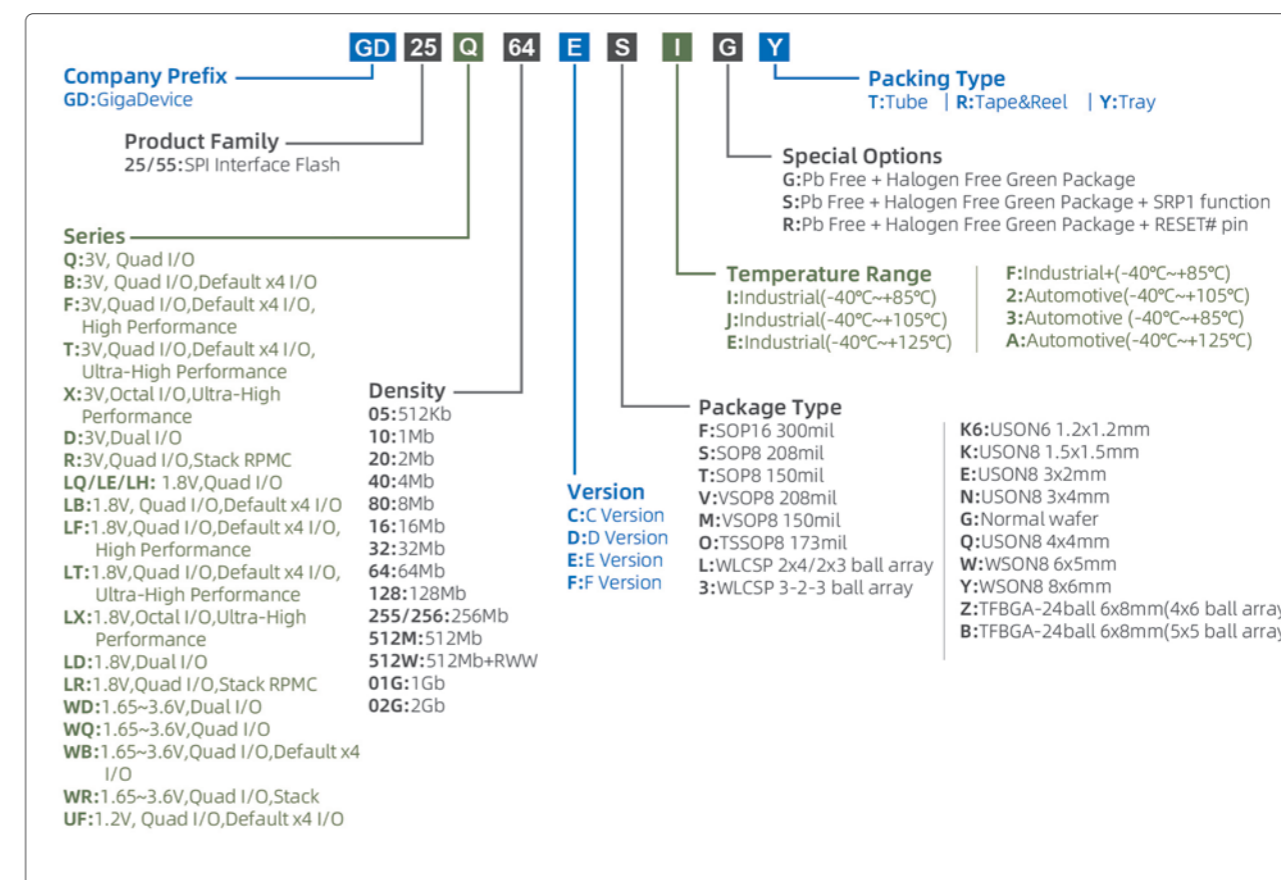 GD 25 Q 64 E S I G Y
Company Prefix
GD:GigaDevice
Packing Type
T:Tube | R:Tape&Reel | Y:Tray
Product Family
25/55:SPI Interface Flash
Special Options
G:Pb Free + Halogen Free Green Package
S:Pb Free + Halogen Free Green Package + SRP1 function
R:Pb Free + Halogen Free Green Package + RESET# pin
Series
Q:3V, Quad I/O
B:3V, Quad I/O,Default x4 I/O
F:3V,Quad I/O,Default x4 I/O,
High Performance
T:3V,Quad I/O,Default x4 I/O,
Ultra-High Performance
X:3V,Octal I/O,Ultra-High
Performance
D:3V,Dual I/O
R:3V,Quad I/O,Stack RPMC
LQ/LE/LH: 1.8V,Quad I/O
LB:1.8V, Quad I/O,Default x4 I/O
LF:1.8V,Quad I/O,Default x4 I/O,
High Performance
LT:1.8V,Quad I/O,Default x4 I/O,
Ultra-High Performance
LX:1.8V,Octal I/O,Ultra-High
Performance
LD:1.8V,Dual I/O
LR:1.8V,Quad I/O,Stack RPMC
WD:1.65~3.6V,Dual I/O
WQ:1.65~3.6V,Quad I/O
WB:1.65~3.6V,Quad I/O,Default x4
I/O
WR:1.65~3.6V,Quad I/O,Stack
UF:1.2V, Quad I/O,Default x4 I/O
Density
05:512Kb
10:1Mb
20:2Mb
40:4Mb
80:8Mb
16:16Mb
32:32Mb
64:64Mb
128:128Mb
255/256:256Mb
512M:512Mb
512W:512Mb+RWW
01G:1Gb
02G:2Gb
Version
C:C Version
D:D Version
E:E Version
F:F Version
Temperature Range
I:Industrial(-40℃~+85℃)
J:Industrial(-40℃~+105℃)
E:Industrial(-40℃~+125℃)
F:Industrial+(-40℃~+85℃)
2:Automotive(-40℃~+105℃)
3:Automotive (-40℃~+85℃)
A:Automotive(-40℃~+125℃)
Package Type
F:SOP16 300mil
S:SOP8 208mil
T:SOP8 150mil
V:VSOP8 208mil
M:VSOP8 150mil
O:TSSOP8 173mil
L:WLCSP 2x4/2x3 ball array
3:WLCSP 3-2-3 ball array
K6:USON6 1.2x1.2mm
K:USON8 1.5x1.5mm
E:USON8 3x2mm
N:USON8 3x4mm
G:Normal wafer
Q:USON8 4x4mm
W:WSON8 6x5mm
Y:WSON8 8x6mm
Z:TFBGA-24ball 6x8mm(4x6 ball array
B:TFBGA-24ball 6x8mm(5x5 ball array